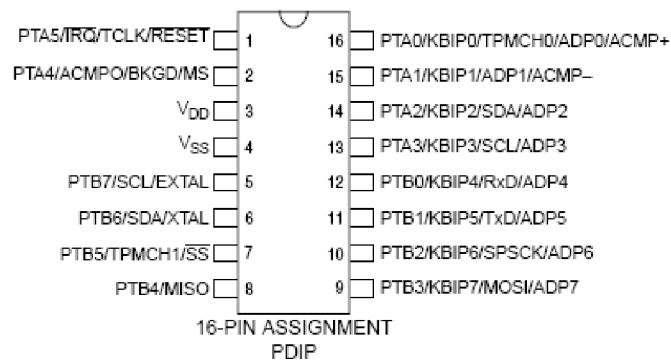 PTA5/IRQ/TCLK/RESET 1 16 PTA0/KBIP0/TPMCH0/ADP0/ACMP+
PTA4/ACMPO/BKGD/MS 2 15 PTA1/KBIP1/ADP1/ACMP–
VDD 3 14 PTA2/KBIP2/SDA/ADP2
VSS 4 13 PTA3/KBIP3/SCL/ADP3
PTB7/SCL/EXTAL 5 12 PTB0/KBIP4/RxD/ADP4
PTB6/SDA/XTAL 6 11 PTB1/KBIP5/TxD/ADP5
PTB5/TPMCH1/SS 7 10 PTB2/KBIP6/SPSCK/ADP6
PTB4/MISO 8 9 PTB3/KBIP7/MOSI/ADP7
16-PIN ASSIGNMENT
PDIP